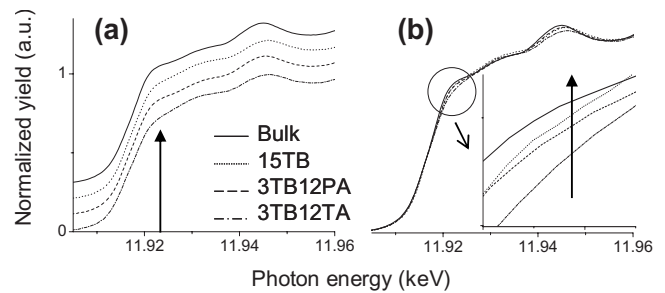 (a)
(b)
Normalized yield (a.u.)
1
0
Bulk
15TB
3TB12PA
3TB12TA
11.92
11.94
11.96
11.92
11.94
11.96
Photon energy (keV)